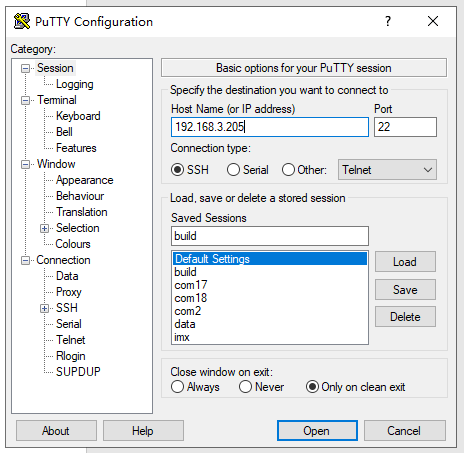 PuTTY Configuration
?
×
Category:
Session
Logging
Terminal
Keyboard
Bell
Features
Window
Appearance
Behaviour
Translation
Selection
Colours
Connection
Data
Proxy
SSH
Serial
Telnet
Rlogin
SUPDUP
Basic options for your PuTTY session
Specify the destination you want to connect to
Host Name (or IP address) Port
192.168.3.205 22
Connection type:
SSH Serial Other: Telnet
Load, save or delete a stored session
Saved Sessions
build
Default Settings
build
com17
com18
com2
data
imx
Load
Save
Delete
Close window on exit:
Always Never Only on clean exit
About Help Open Cancel